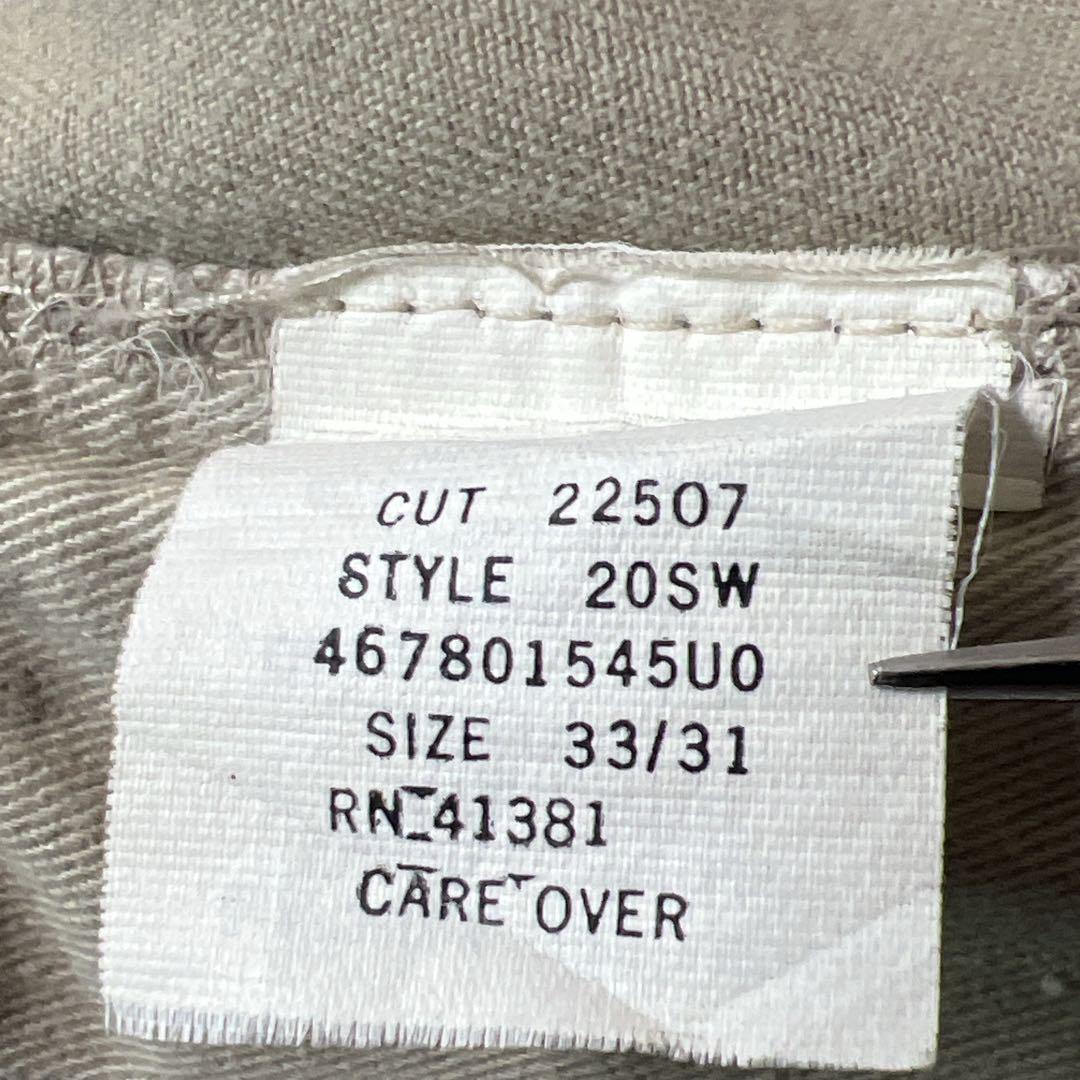 CUT 22507
STYLE 20SW
467801545U0
SIZE 33/31
RN 41381
CARE OVER